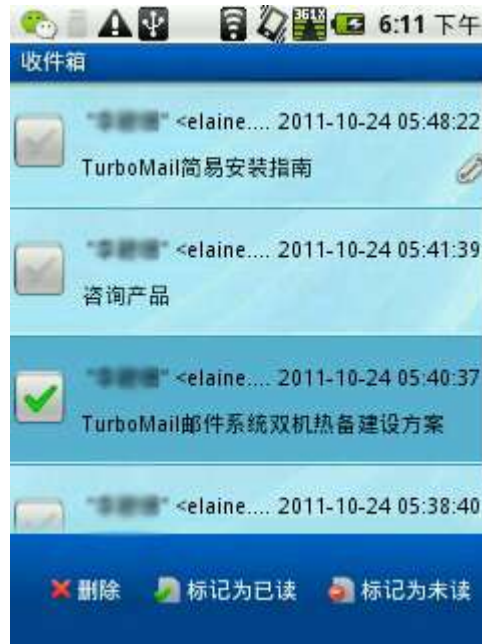 6:11 下午
收件箱
<elaine.... 2011-10-24 05:48:22
TurboMail简易安装指南
<elaine.... 2011-10-24 05:41:39
咨询产品
<elaine.... 2011-10-24 05:40:37
TurboMail邮件系统双机热备建设方案
<elaine.... 2011-10-24 05:38:40
删除 标记为已读 标记为未读